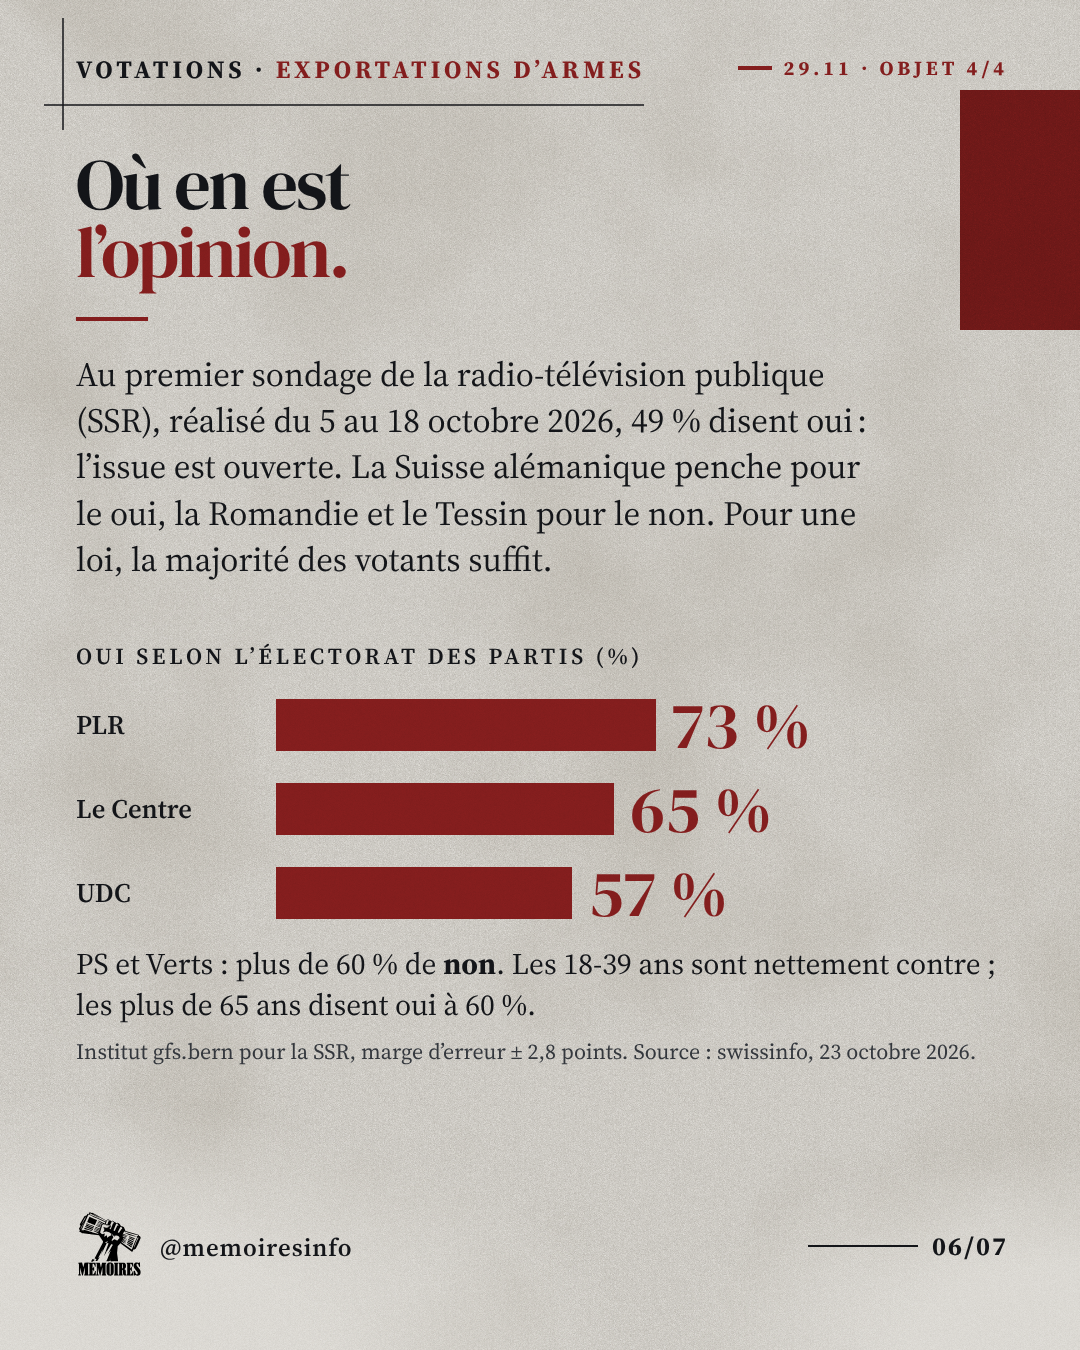 VOTATIONS · EXPORTATIONS D’ARMES
29.11 · OBJET 4/4
Où en est
l’opinion.
Au premier sondage de la radio-télévision publique
(SSR), réalisé du 5 au 18 octobre 2026, 49 % disent oui :
l’issue est ouverte. La Suisse alémanique penche pour
le oui, la Romandie et le Tessin pour le non. Pour une
loi, la majorité des votants suffit.
OUI SELON L’ÉLECTORAT DES PARTIS (%)
PLR 73 %
Le Centre 65 %
UDC 57 %
PS et Verts : plus de 60 % de non. Les 18-39 ans sont nettement contre ;
les plus de 65 ans disent oui à 60 %.
Institut gfs.bern pour la SSR, marge d’erreur ± 2,8 points. Source : swissinfo, 23 octobre 2026.
MÉMOIRES
@memoiresinfo
06/07